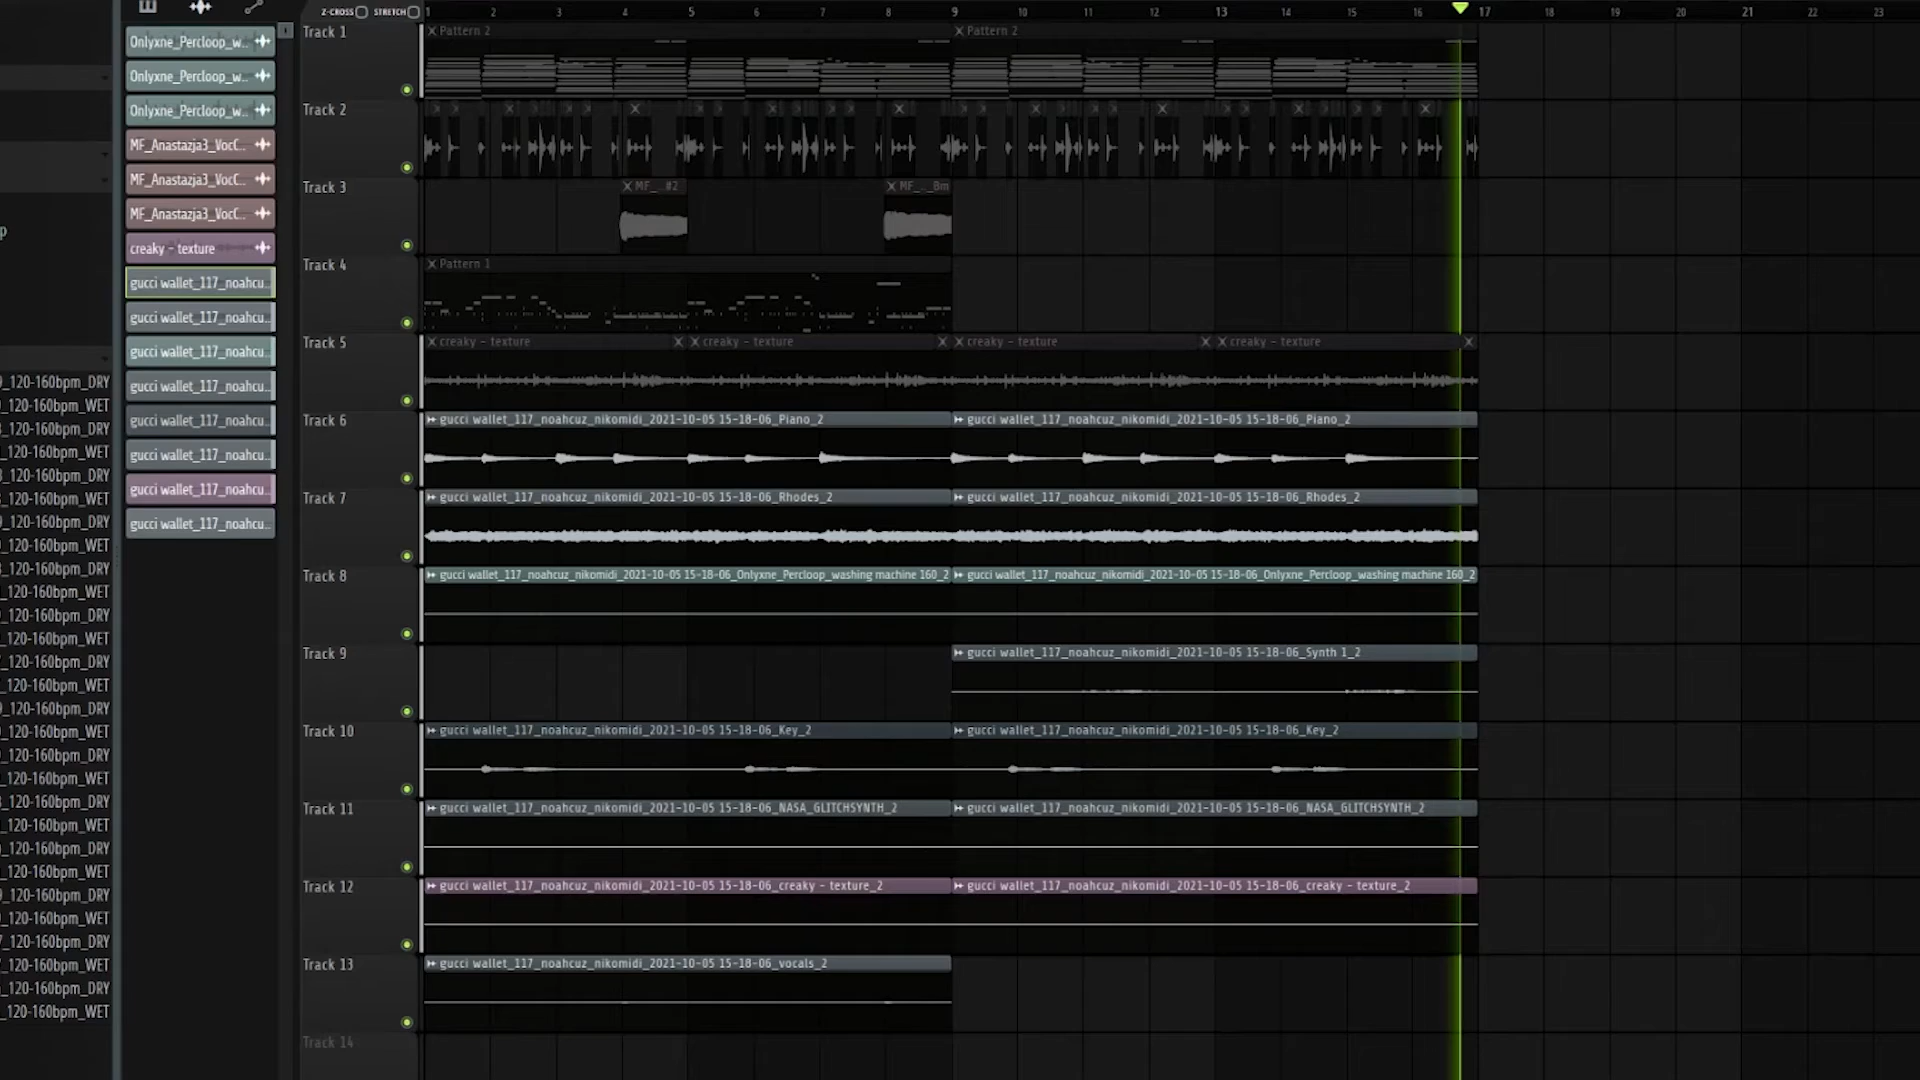 Z-CROSS STRETCH 1 2 3 4 5 6 7 8 9 10 11 12 13 14 15 16 17 18 19 20 21 22 23
Onlyxne_Percloop_w..
Onlyxne_Percloop_w..
Onlyxne_Percloop_w..
MF_Anastazja3_VocC..
MF_Anastazja3_VocC..
MF_Anastazja3_VocC..
creaky - texture
gucci wallet_117_noahcu..
gucci wallet_117_noahcu..
gucci wallet_117_noahcu..
gucci wallet_117_noahcu..
gucci wallet_117_noahcu..
gucci wallet_117_noahcu..
gucci wallet_117_noahcu..
gucci wallet_117_noahcu..
Track 1 Pattern 2 Pattern 2
Track 2
Track 3 MF_..#2 MF_.._Bm
Track 4 Pattern 1
Track 5 creaky - texture creaky - texture creaky - texture creaky - texture
Track 6 gucci wallet_117_noahcuz_nikomidi_2021-10-05 15-18-06_Piano_2 gucci wallet_117_noahcuz_nikomidi_2021-10-05 15-18-06_Piano_2
Track 7 gucci wallet_117_noahcuz_nikomidi_2021-10-05 15-18-06_Rhodes_2 gucci wallet_117_noahcuz_nikomidi_2021-10-05 15-18-06_Rhodes_2
Track 8 gucci wallet_117_noahcuz_nikomidi_2021-10-05 15-18-06_Onlyxne_Percloop_washing machine 160_2 gucci wallet_117_noahcuz_nikomidi_2021-10-05 15-18-06_Onlyxne_Percloop_washing machine 160_2
Track 9 gucci wallet_117_noahcuz_nikomidi_2021-10-05 15-18-06_Synth 1_2
Track 10 gucci wallet_117_noahcuz_nikomidi_2021-10-05 15-18-06_Key_2 gucci wallet_117_noahcuz_nikomidi_2021-10-05 15-18-06_Key_2
Track 11 gucci wallet_117_noahcuz_nikomidi_2021-10-05 15-18-06_NASA_GLITCHSYNTH_2 gucci wallet_117_noahcuz_nikomidi_2021-10-05 15-18-06_NASA_GLITCHSYNTH_2
Track 12 gucci wallet_117_noahcuz_nikomidi_2021-10-05 15-18-06_creaky - texture_2 gucci wallet_117_noahcuz_nikomidi_2021-10-05 15-18-06_creaky - texture_2
Track 13 gucci wallet_117_noahcuz_nikomidi_2021-10-05 15-18-06_vocals_2
Track 14
_120-160bpm_DRY
_120-160bpm_WET
_120-160bpm_DRY
_120-160bpm_WET
_120-160bpm_DRY
_120-160bpm_WET
_120-160bpm_DRY
_120-160bpm_WET
_120-160bpm_DRY
_120-160bpm_WET
_120-160bpm_DRY
_120-160bpm_WET
_120-160bpm_DRY
_120-160bpm_WET
_120-160bpm_DRY
_120-160bpm_WET
_120-160bpm_DRY
_120-160bpm_WET
_120-160bpm_DRY
_120-160bpm_WET
_120-160bpm_DRY
_120-160bpm_WET
_120-160bpm_DRY
_120-160bpm_WET
_120-160bpm_DRY
_120-160bpm_WET
_120-160bpm_DRY
_120-160bpm_WET